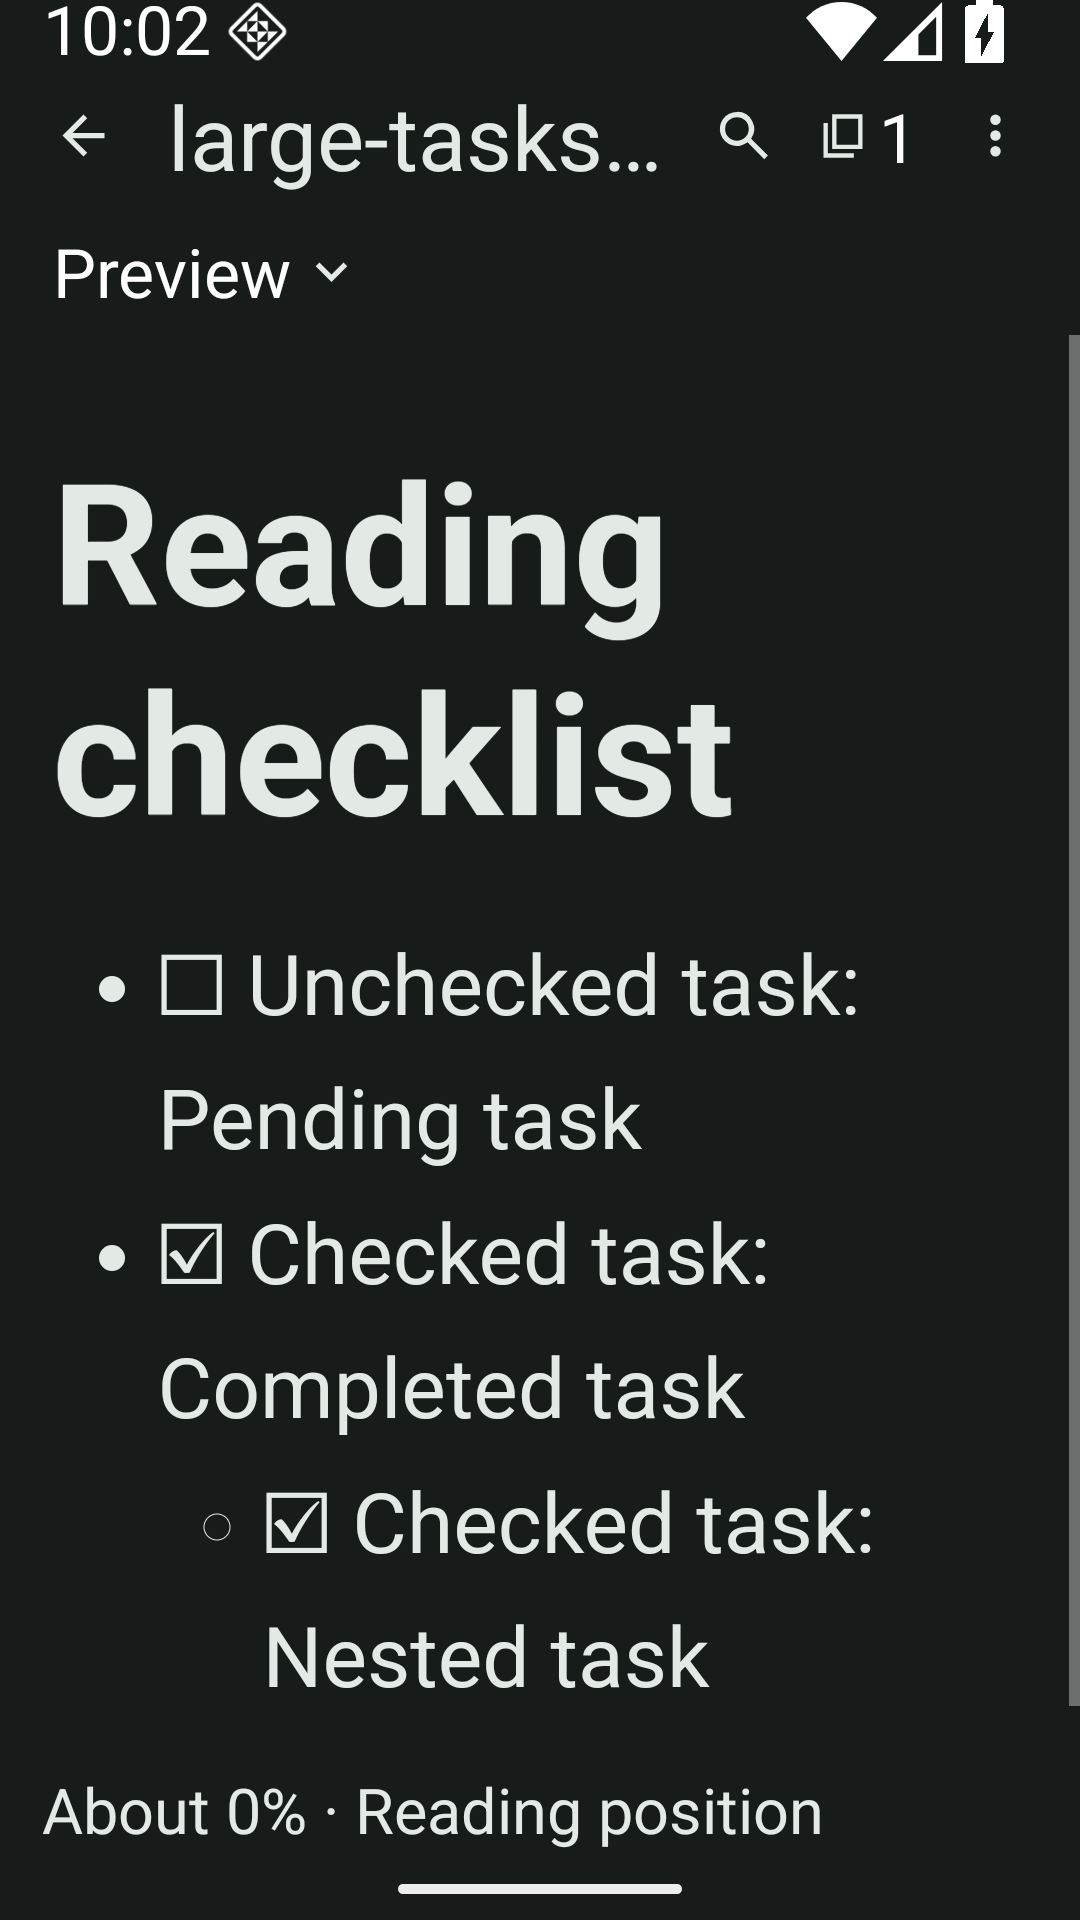 10:02
large-tasks…
1
Preview
Reading
checklist
• ☐ Unchecked task:
Pending task
• ☑ Checked task:
Completed task
○ ☑ Checked task:
Nested task
About 0% · Reading position